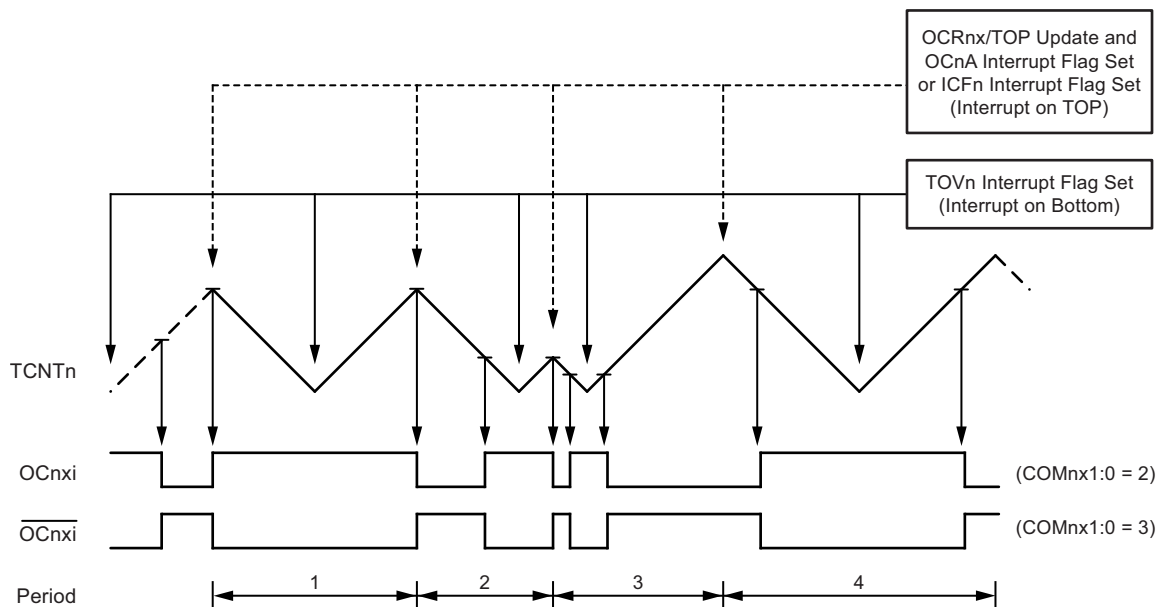 OCRnx/TOP Update and
OCnA Interrupt Flag Set
or ICFn Interrupt Flag Set
(Interrupt on TOP)
TOVn Interrupt Flag Set
(Interrupt on Bottom)
TCNTn
OCnxi
(COMnx1:0 = 2)
OCnxi
(COMnx1:0 = 3)
Period
1
2
3
4